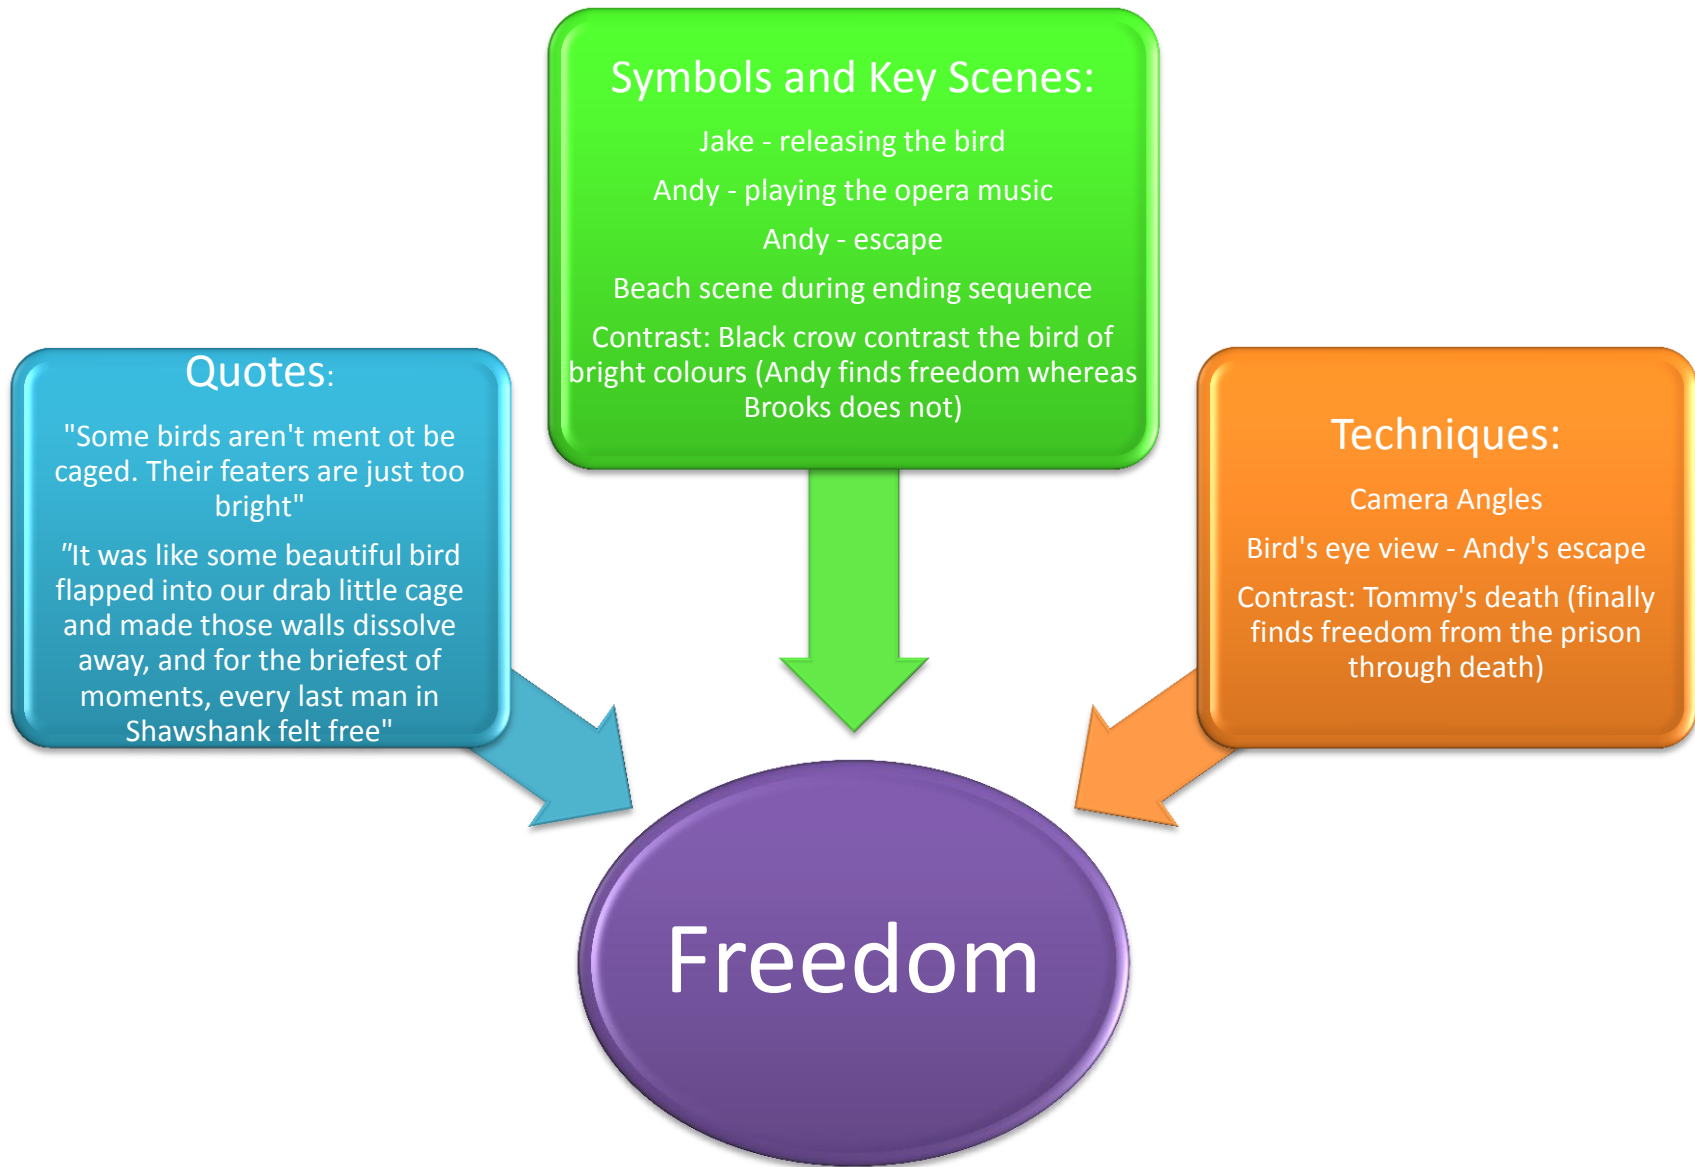 Symbols and Key Scenes:
Jake - releasing the bird
Andy - playing the opera music
Andy - escape
Beach scene during ending sequence
Contrast: Black crow contrast the bird of
bright colours (Andy finds freedom whereas
Brooks does not)
Quotes:
"Some birds aren't ment ot be
caged. Their featers are just too
bright"
"It was like some beautiful bird
flapped into our drab little cage
and made those walls dissolve
away, and for the briefest of
moments, every last man in
Shawshank felt free"
Techniques:
Camera Angles
Bird's eye view - Andy's escape
Contrast: Tommy's death (finally
finds freedom from the prison
through death)
Freedom